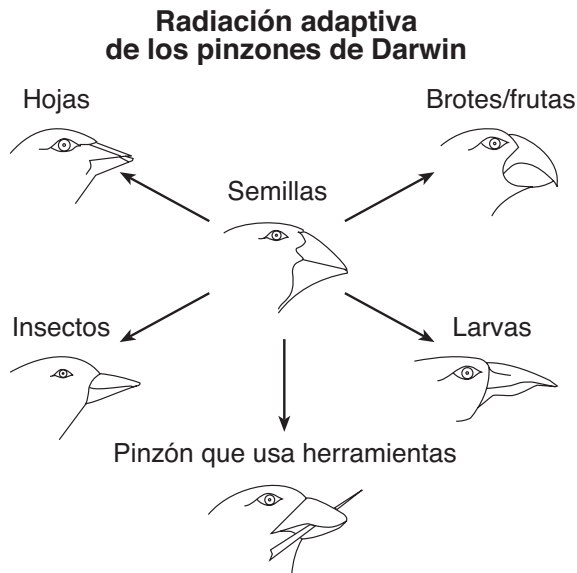 Radiación adaptiva
de los pinzones de Darwin
Hojas
Brotes/frutas
Semillas
Insectos
Larvas
Pinzón que usa herramientas